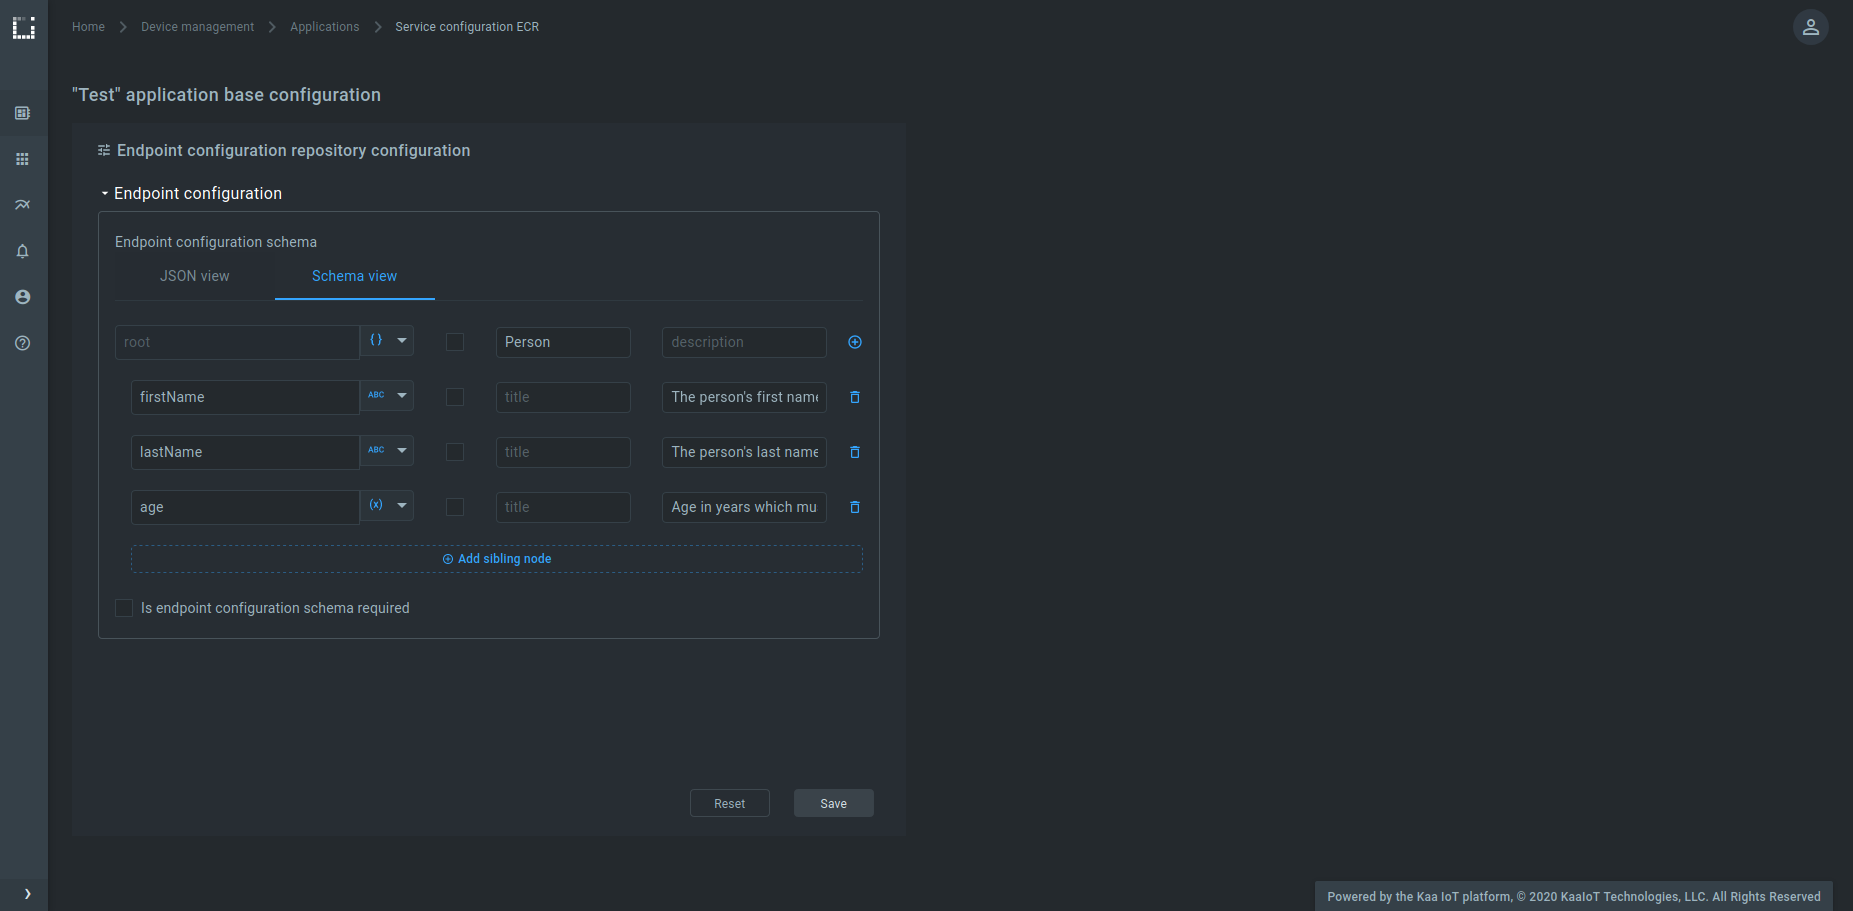 Home > Device management > Applications > Service configuration ECR
"Test" application base configuration
Endpoint configuration repository configuration
Endpoint configuration
Endpoint configuration schema
JSON view Schema view
root {} Person description
firstName ABC title The person's first name
lastName ABC title The person's last name
age (x) title Age in years which mu
Add sibling node
Is endpoint configuration schema required
Reset Save
Powered by the Kaa IoT platform, © 2020 KaaIoT Technologies, LLC. All Rights Reserved